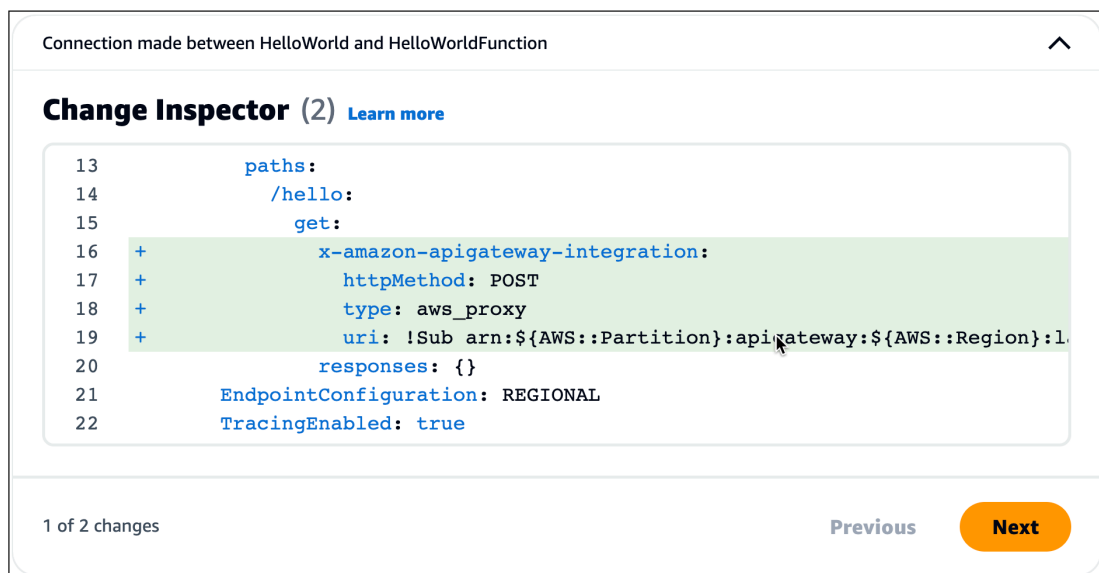 Connection made between HelloWorld and HelloWorldFunction
Change Inspector (2) Learn more
13 paths:
14 /hello:
15 get:
16 + x-amazon-apigateway-integration:
17 + httpMethod: POST
18 + type: aws_proxy
19 + uri: !Sub arn:${AWS::Partition}:apigateway:${AWS::Region}:la
20 responses: {}
21 EndpointConfiguration: REGIONAL
22 TracingEnabled: true
1 of 2 changes Previous Next